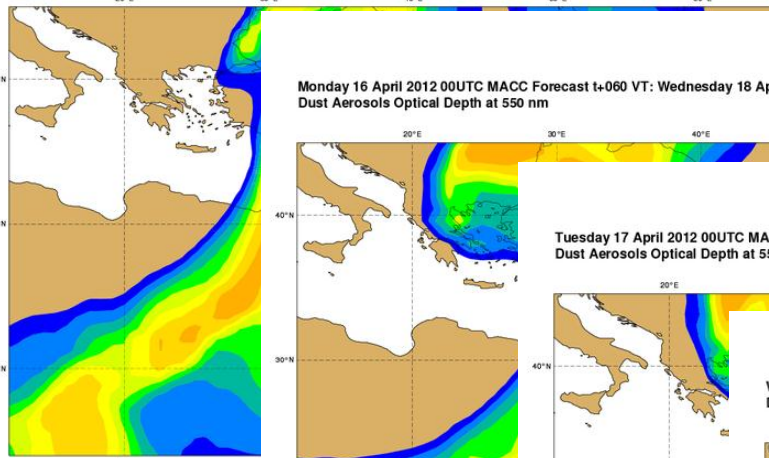 Monday 16 April 2012 00UTC MACC Forecast t+060 VT: Wednesday 18 Ap
Dust Aerosols Optical Depth at 550 nm
20°E 30°E 40°E
40°N
30°N
Tuesday 17 April 2012 00UTC MA
Dust Aerosols Optical Depth at 55
20°E
40°N